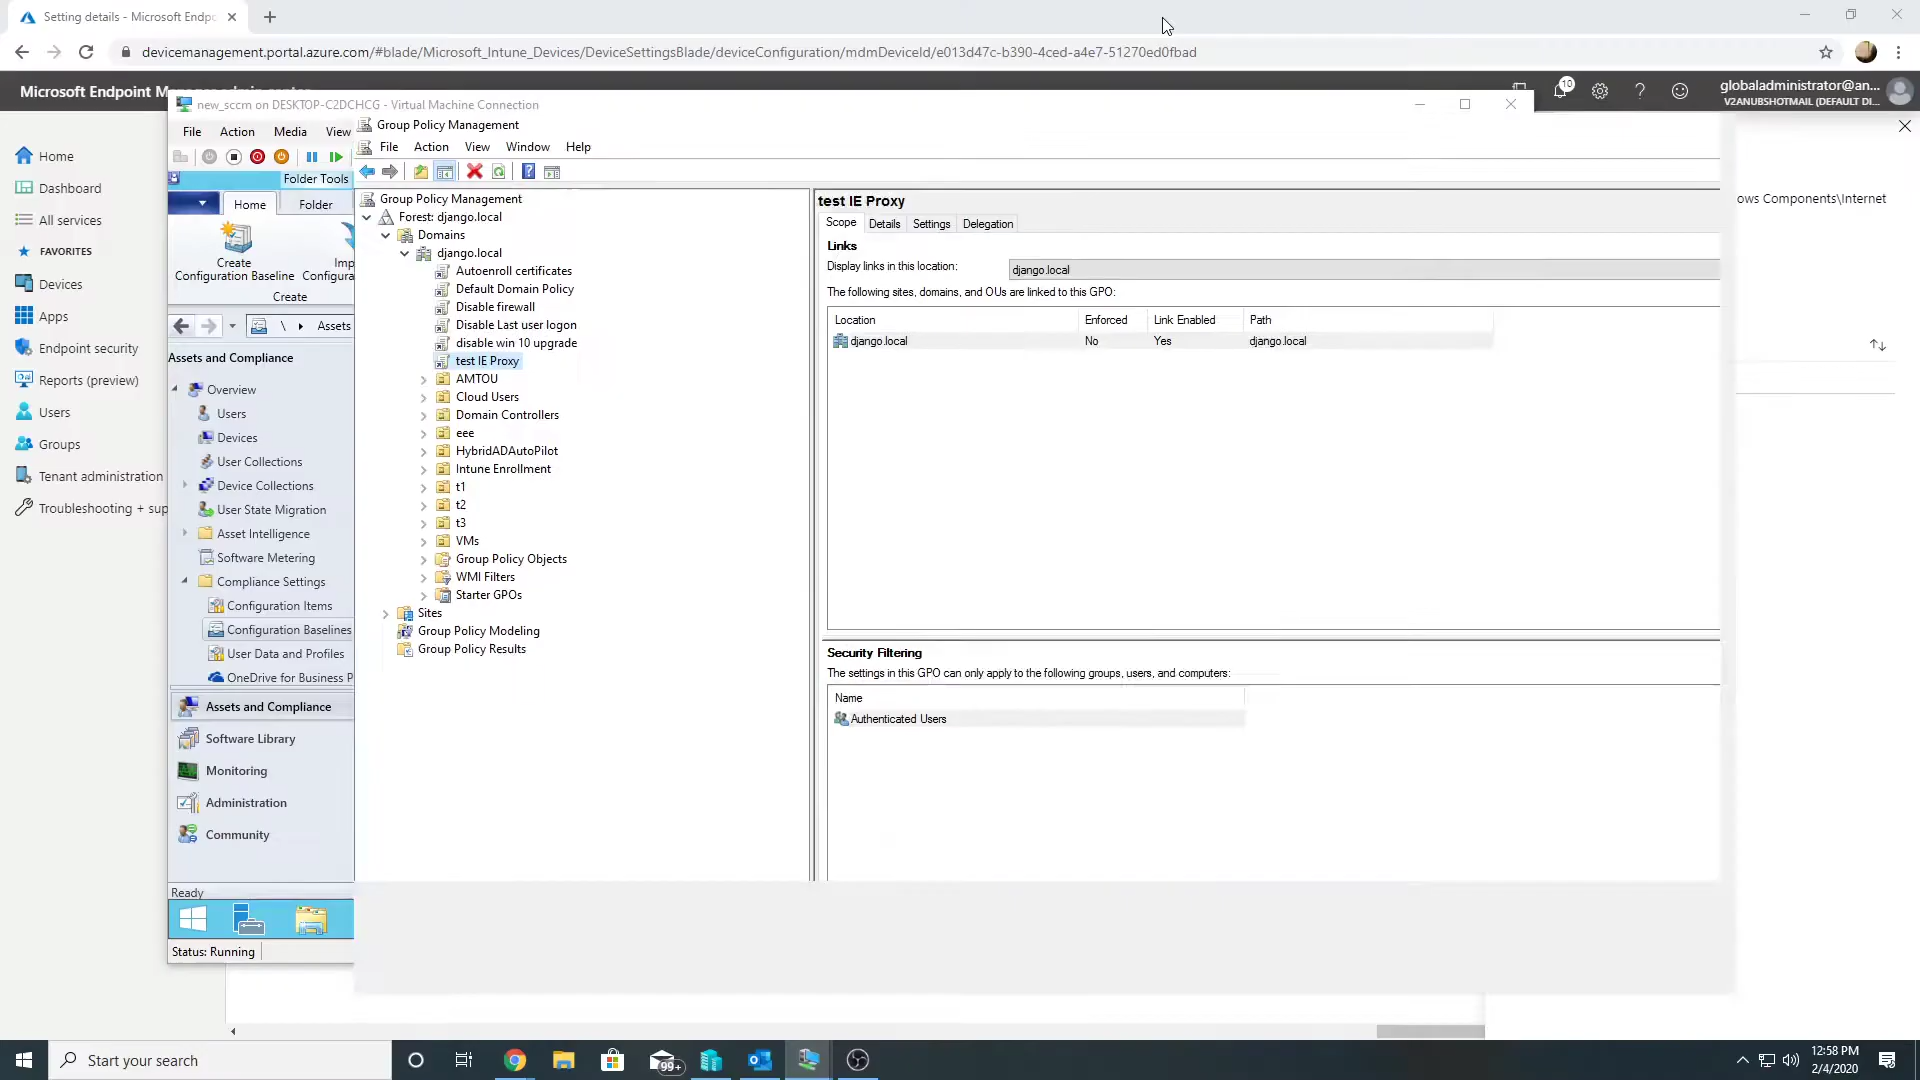 Setting details - Microsoft Endpo
devicemanagement.portal.azure.com/#blade/Microsoft_Intune_Devices/DeviceSettingsBlade/deviceConfiguration/mdmDeviceId/e013d47c-b390-4ced-a4e7-51270ed0fbad
Microsoft Endpoint
10
globaladministrator@an...
V2ANUBSHOTMAIL (DEFAULT DI...
Home
Dashboard
All services
FAVORITES
Devices
Apps
Endpoint security
Reports (preview)
Users
Groups
Tenant administration
Troubleshooting + sup
new_sccm on DESKTOP-C2DCHCG - Virtual Machine Connection
File Action Media View
Folder Tools
Home Folder
Create
Configuration Baseline
Imp
Configura
Create
\ Assets
Assets and Compliance
Overview
Users
Devices
User Collections
Device Collections
User State Migration
Asset Intelligence
Software Metering
Compliance Settings
Configuration Items
Configuration Baselines
User Data and Profiles
OneDrive for Business P
Assets and Compliance
Software Library
Monitoring
Administration
Community
Ready
Status: Running
Group Policy Management
File Action View Window Help
Group Policy Management
Forest: django.local
Domains
django.local
Autoenroll certificates
Default Domain Policy
Disable firewall
Disable Last user logon
disable win 10 upgrade
test IE Proxy
AMTOU
Cloud Users
Domain Controllers
eee
HybridADAutoPilot
Intune Enrollment
t1
t2
t3
VMs
Group Policy Objects
WMI Filters
Starter GPOs
Sites
Group Policy Modeling
Group Policy Results
test IE Proxy
Scope Details Settings Delegation
Links
Display links in this location: django.local
The following sites, domains, and OUs are linked to this GPO:
Location Enforced Link Enabled Path
django.local No Yes django.local
Security Filtering
The settings in this GPO can only apply to the following groups, users, and computers:
Name
Authenticated Users
ows Components\Internet
Start your search
99+
12:58 PM
2/4/2020